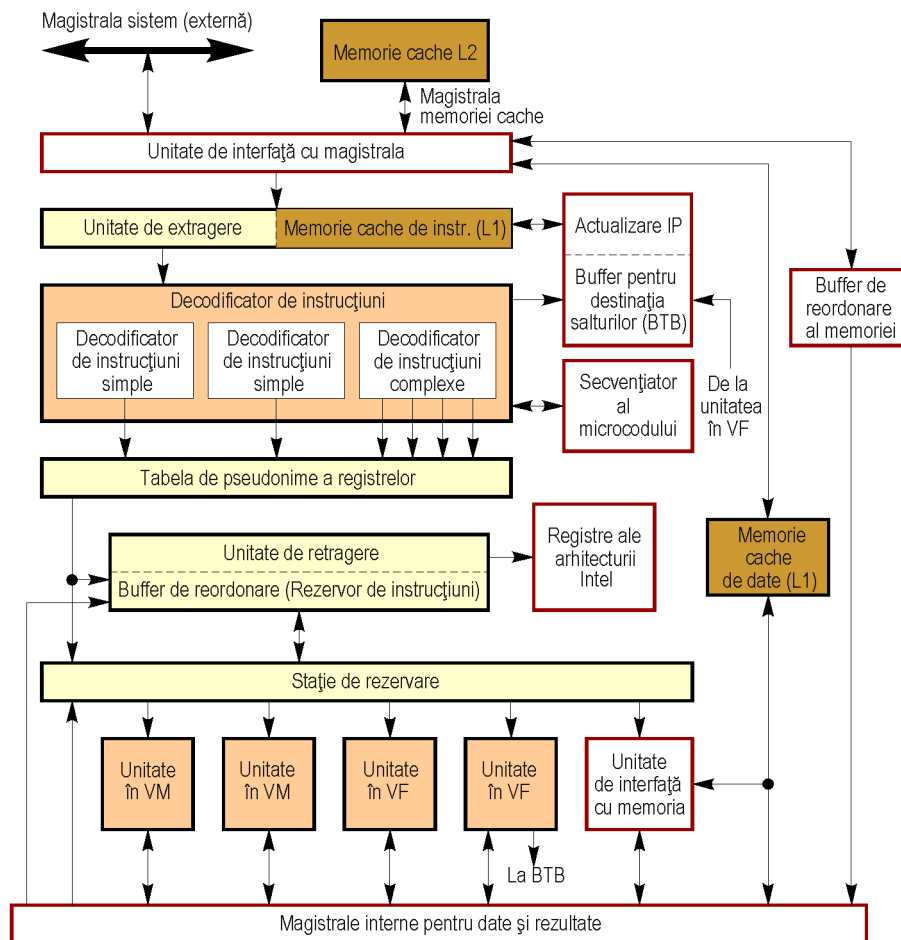 Magistrala sistem (externă)
Memorie cache L2
Magistrala
memoriei cache
Unitate de interfaţă cu magistrala
Unitate de extragere
Memorie cache de instr. (L1)
Actualizare IP
Buffer pentru
destinaţia
salturilor (BTB)
Buffer de
reordonare
al memoriei
Decodificator de instrucţiuni
Decodificator
de instrucţiuni
simple
Decodificator
de instrucţiuni
simple
Decodificator
de instrucţiuni
complexe
Secvenţiator
al
microcodului
De la
unitatea
în VF
Tabela de pseudonime a registrelor
Unitate de retragere
Buffer de reordonare (Rezervor de instrucţiuni)
Registre ale
arhitecturii
Intel
Memorie
cache
de date (L1)
Staţie de rezervare
Unitate
în VM
Unitate
în VM
Unitate
în VF
Unitate
în VF
Unitate
de interfaţă
cu memoria
La BTB
Magistrale interne pentru date şi rezultate